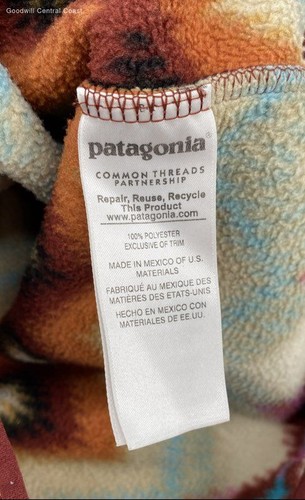 Goodwill Central Coast
patagonia®
COMMON THREADS
PARTNERSHIP
Repair, Reuse, Recycle
This Product
www.patagonia.com
100% POLYESTER
EXCLUSIVE OF TRIM
MADE IN MEXICO OF U.S.
MATERIALS
FABRIQUÉ AU MEXIQUE DES
MATIÈRES DES ETATS-UNIS
HECHO EN MÉXICO CON
MATERIALES DE EE.UU.